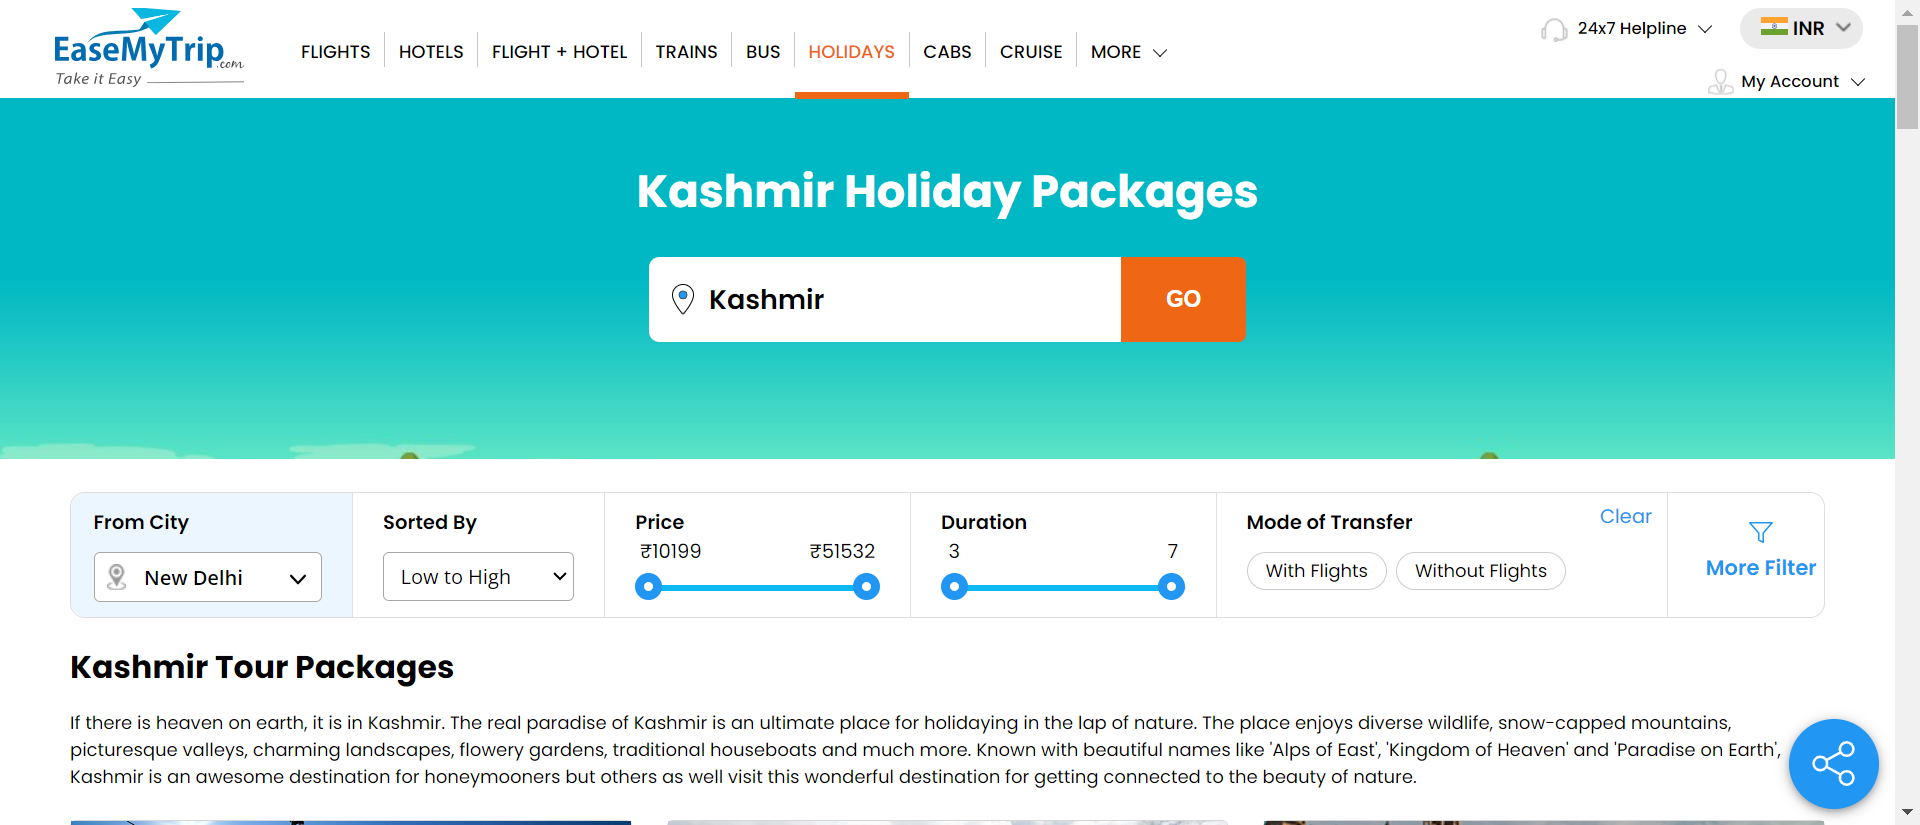 EaseMyTrip.com
Take it Easy
FLIGHTS
HOTELS
FLIGHT + HOTEL
TRAINS
BUS
HOLIDAYS
CABS
CRUISE
MORE
24x7 Helpline
INR
My Account
Kashmir Holiday Packages
Kashmir
GO
From City
New Delhi
Sorted By
Low to High
Price
₹10199 ₹51532
Duration
3 7
Mode of Transfer
Clear
With Flights
Without Flights
More Filter
Kashmir Tour Packages
If there is heaven on earth, it is in Kashmir. The real paradise of Kashmir is an ultimate place for holidaying in the lap of nature. The place enjoys diverse wildlife, snow-capped mountains,
picturesque valleys, charming landscapes, flowery gardens, traditional houseboats and much more. Known with beautiful names like 'Alps of East', 'Kingdom of Heaven' and 'Paradise on Earth',
Kashmir is an awesome destination for honeymooners but others as well visit this wonderful destination for getting connected to the beauty of nature.